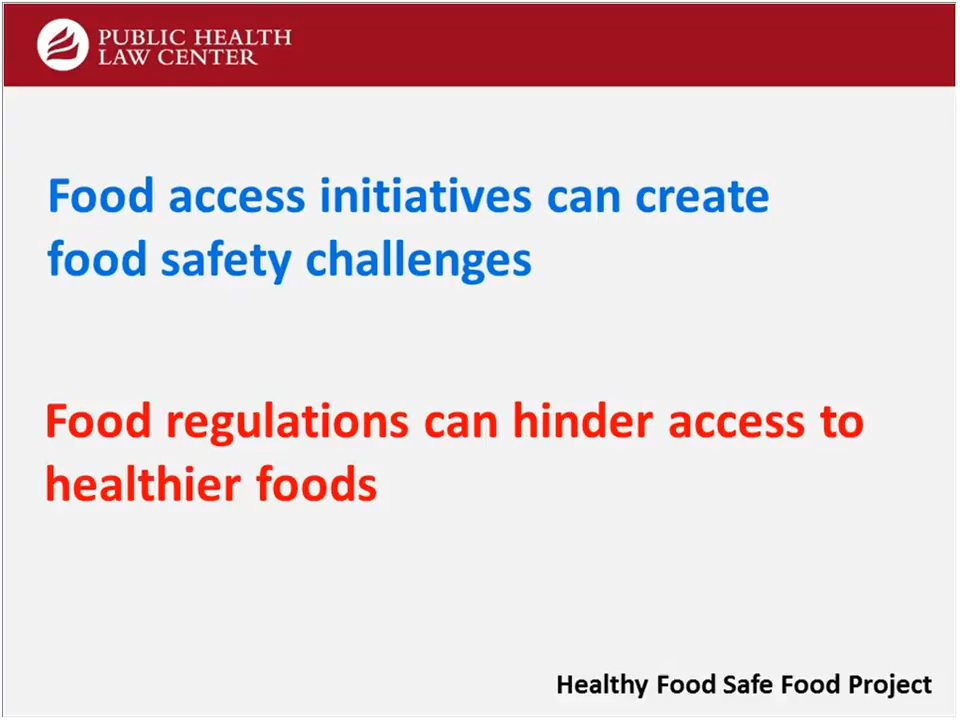 PUBLIC HEALTH
LAW CENTER
Food access initiatives can create
food safety challenges
Food regulations can hinder access to
healthier foods
Healthy Food Safe Food Project